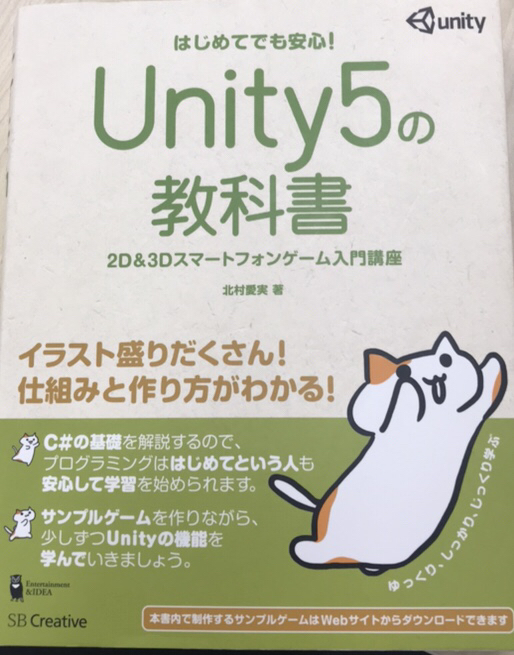 unity
はじめてでも安心!
Unity5の
教科書
2D&3Dスマートフォンゲーム入門講座
北村愛実 著
イラスト盛りだくさん!
仕組みと作り方がわかる!
C#の基礎を解説するので、
プログラミングははじめてという人も
安心して学習を始められます。
サンプルゲームを作りながら、
少しずつUnityの機能を
学んでいきましょう。
ゆっくり、しっかり、じっくり学ぶ
Entertainment
&IDEA
SB Creative
本書内で制作するサンプルゲームはWebサイトからダウンロードできます